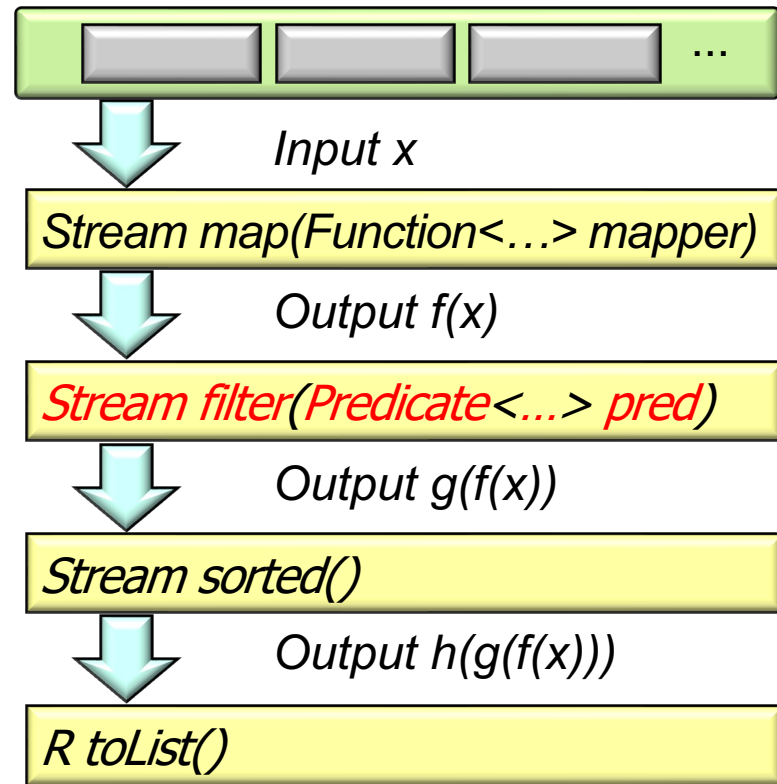 ...
Input x
Stream map(Function<…> mapper)
Output f(x)
Stream filter(Predicate<...> pred)
Output g(f(x))
Stream sorted()
Output h(g(f(x)))
R toList()